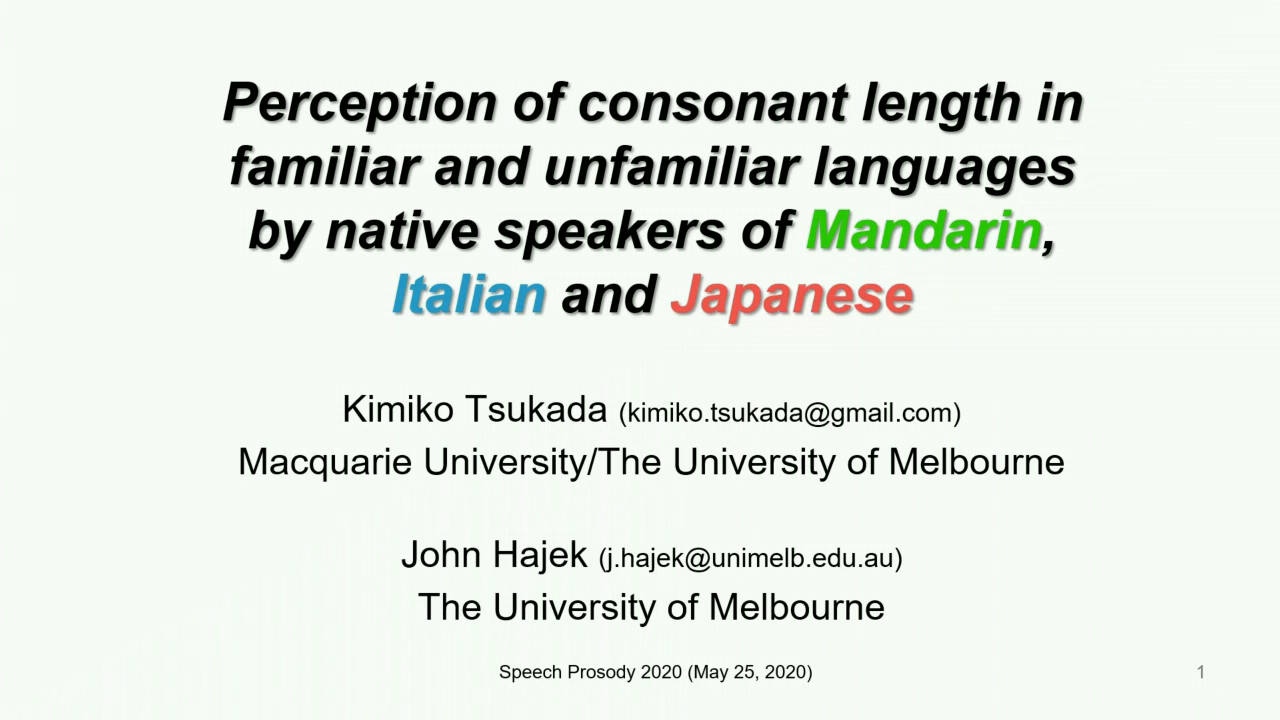 Perception of consonant length in
familiar and unfamiliar languages
by native speakers of Mandarin,
Italian and Japanese
Kimiko Tsukada (kimiko.tsukada@gmail.com)
Macquarie University/The University of Melbourne
John Hajek (j.hajek@unimelb.edu.au)
The University of Melbourne
Speech Prosody 2020 (May 25, 2020)
1